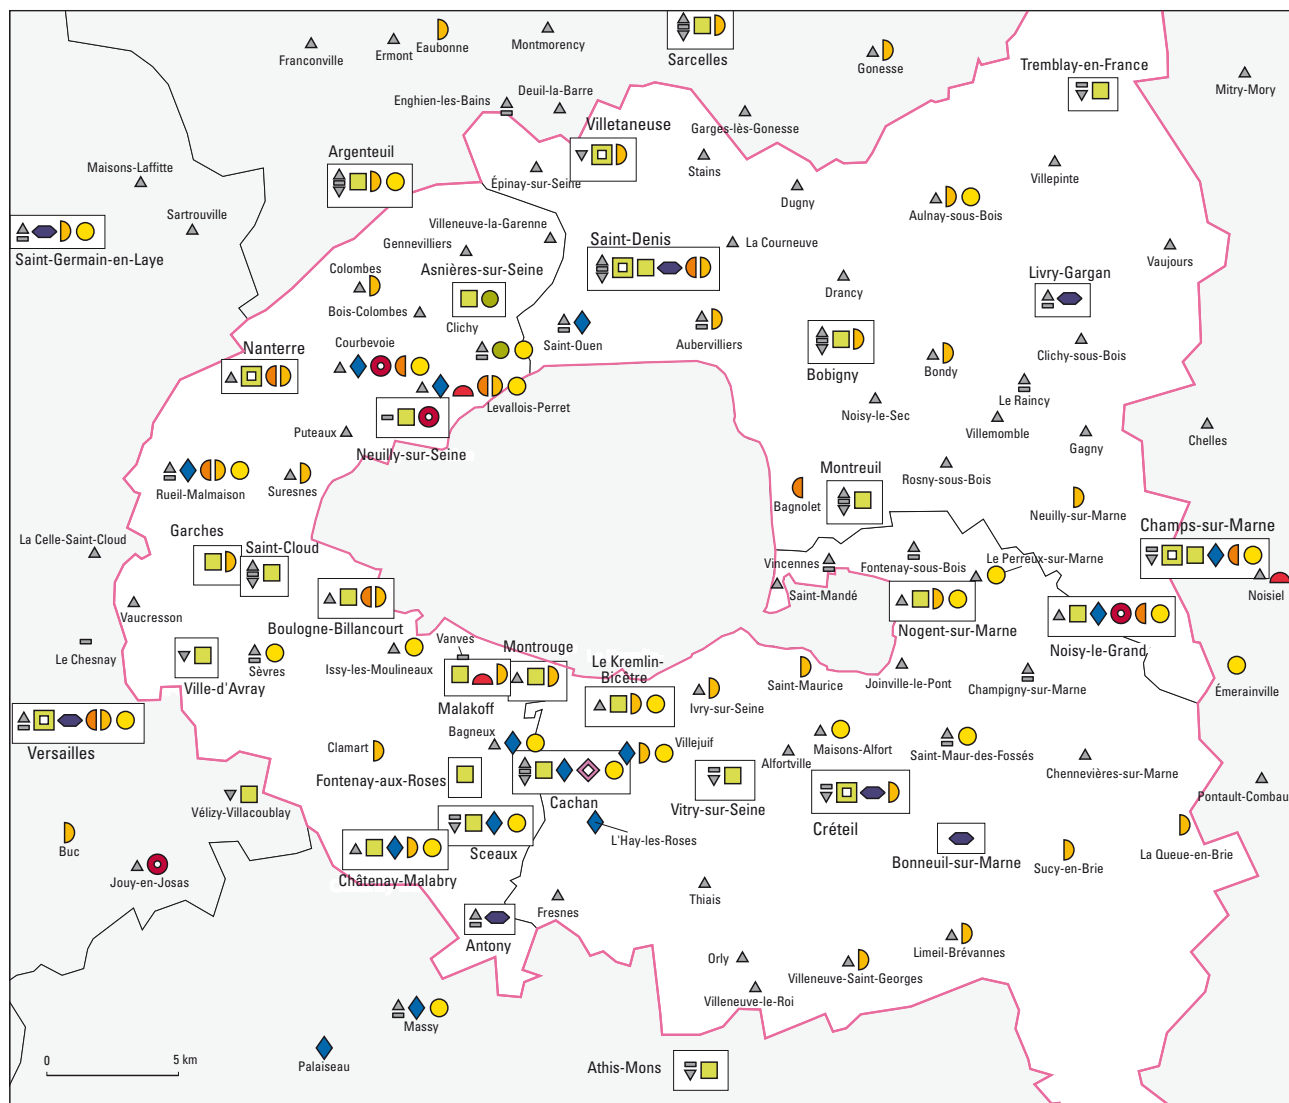 Eaubonne
Montmorency
Ermont
Franconville
Sarcelles
Gonesse
Tremblay-en-France
Mitry-Mory
Enghien-les-Bains
Deuil-la-Barre
Villetaneuse
Garges-lès-Gonesse
Argenteuil
Maisons-Laffitte
Épinay-sur-Seine
Stains
Villepinte
Dugny
Aulnay-sous-Bois
Sartrouville
Villeneuve-la-Garenne
Saint-Germain-en-Laye
Gennevilliers
Saint-Denis
La Courneuve
Vaujours
Colombes
Asnières-sur-Seine
Livry-Gargan
Drancy
Bois-Colombes
Clichy
Saint-Ouen
Aubervilliers
Clichy-sous-Bois
Nanterre
Courbevoie
Bobigny
Bondy
Le Raincy
Levallois-Perret
Noisy-le-Sec
Villemomble
Puteaux
Neuilly-sur-Seine
Gagny
Chelles
Montreuil
Rosny-sous-Bois
Rueil-Malmaison
Suresnes
Bagnolet
Neuilly-sur-Marne
Champs-sur-Marne
La Celle-Saint-Cloud
Garches
Saint-Cloud
Vincennes
Fontenay-sous-Bois
Le Perreux-sur-Marne
Saint-Mandé
Noisiel
Vaucresson
Boulogne-Billancourt
Nogent-sur-Marne
Noisy-le-Grand
Le Chesnay
Vanves
Montrouge
Le Kremlin-
Bicêtre
Sèvres
Issy-les-Moulineaux
Ville-d'Avray
Malakoff
Ivry-sur-Seine
Saint-Maurice
Joinville-le-Pont
Champigny-sur-Marne
Émerainville
Versailles
Clamart
Bagneux
Villejuif
Maisons-Alfort
Saint-Maur-des-Fossés
Alfortville
Chennevières-sur-Marne
Fontenay-aux-Roses
Cachan
Vitry-sur-Seine
Créteil
Pontault-Combault
Vélizy-Villacoublay
L'Hay-les-Roses
Buc
Sceaux
Bonneuil-sur-Marne
La Queue-en-Brie
Sucy-en-Brie
Jouy-en-Josas
Châtenay-Malabry
Thiais
Fresnes
Antony
Limeil-Brévannes
Orly
Villeneuve-Saint-Georges
Villeneuve-le-Roi
Massy
0 5 km
Palaiseau
Athis-Mons